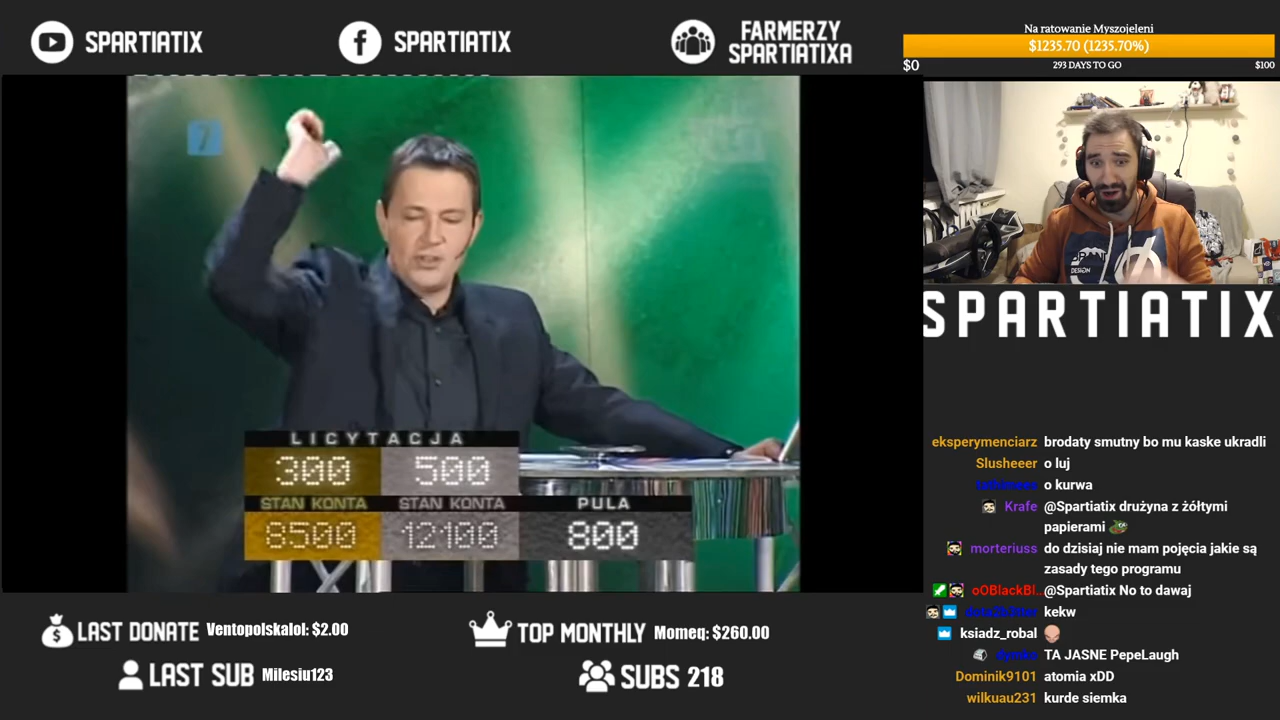 SPARTIATIX
SPARTIATIX
FARMERZY
SPARTIATIXA
Na ratowanie Myszojeleni
$1235.70 (1235.70%)
$0
293 DAYS TO GO
$100
7
DESIGN
SPARTIATIX
LICYTACJA
300
500
STAN KONTA
STAN KONTA
PULA
8500
12100
800
eksperymenciarz brodaty smutny bo mu kaske ukradli
Slusheeer o luj
o kurwa
Krafe @Spartiatix drużyna z żółtymi
papierami
morteriuss do dzisiaj nie mam pojęcia jakie są
zasady tego programu
oOBlackBl... @Spartiatix No to dawaj
kekw
ksiadz_robal
dymba TA JASNE PepeLaugh
Dominik9101 atomia xDD
wilkuau231 kurde siemka
LAST DONATE Ventopolskalol: $2.00
TOP MONTHLY Momeq: $260.00
LAST SUB Milesiu123
SUBS 218